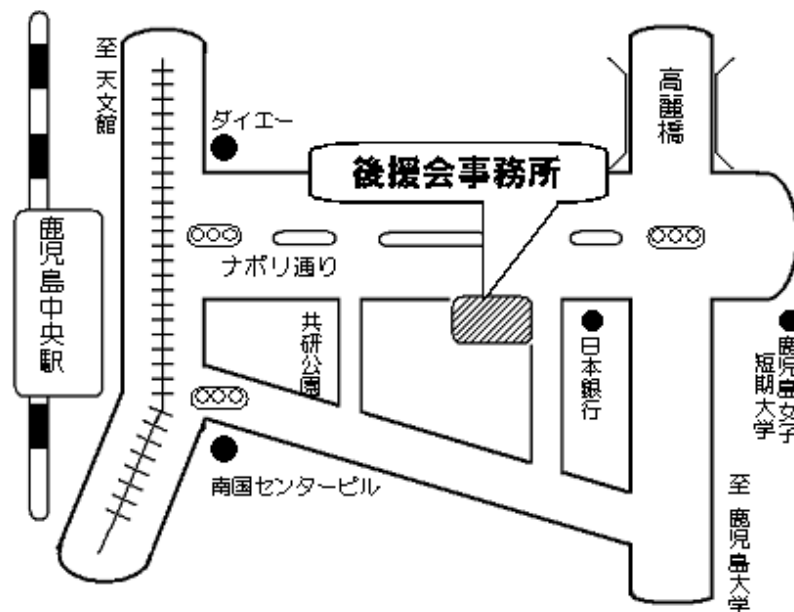 至 天文館
ダイエー
高麗橋
後援会事務所
鹿児島中央駅
ナポリ通り
共研公園
日本銀行
鹿児島女子
短期大学
南国センタービル
至 鹿児島大学